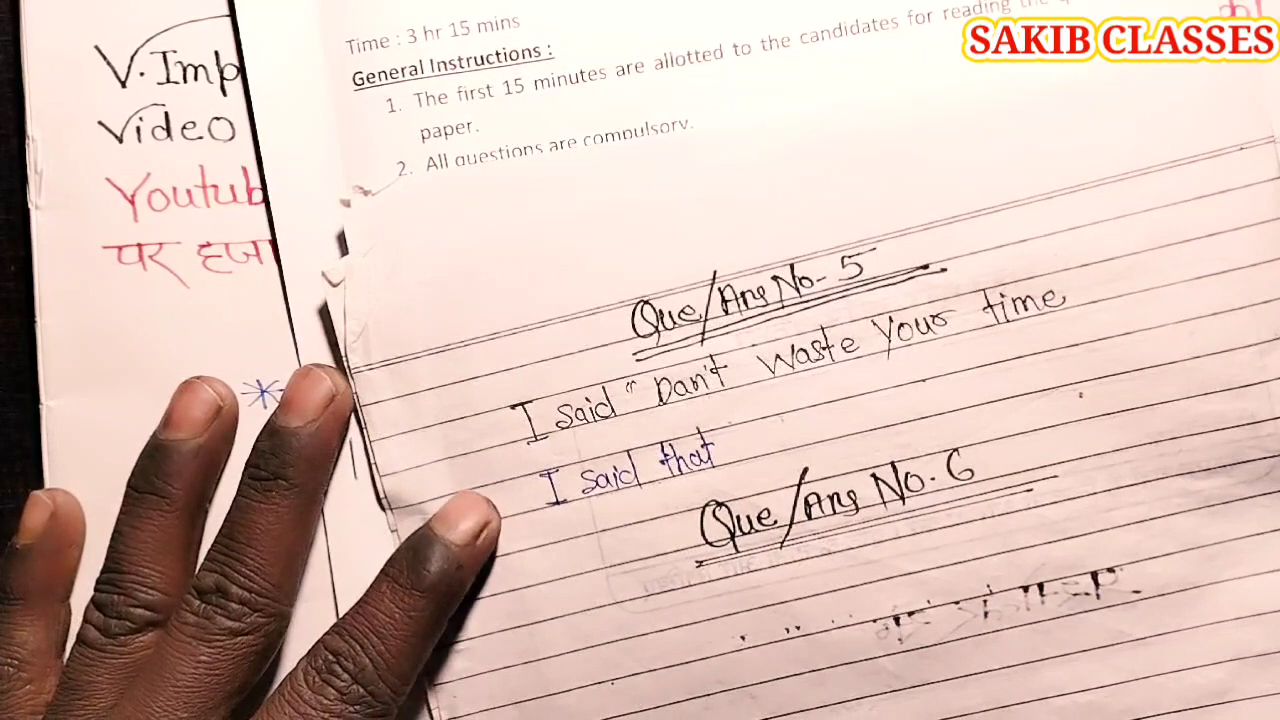 SAKIB CLASSES
Time : 3 hr 15 mins
General Instructions :
1. The first 15 minutes are allotted to the candidates for reading the
paper.
2. All questions are compulsory.
V. Imp
Video
Youtub
पर हजा
Que/Ans No- 5
I said " Dan't waste Your time
I said that
Que/Ans No. 6